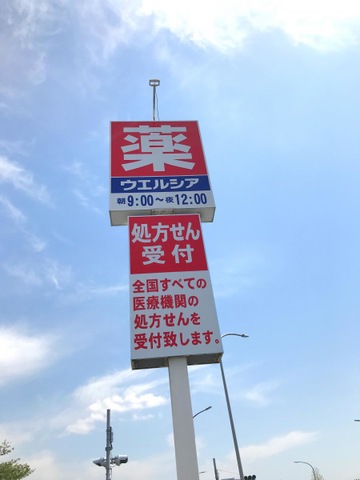 薬
ウエルシア
朝9:00~夜12:00
処方せん
受付
全国すべての
医療機関の
処方せんを
受付致します。